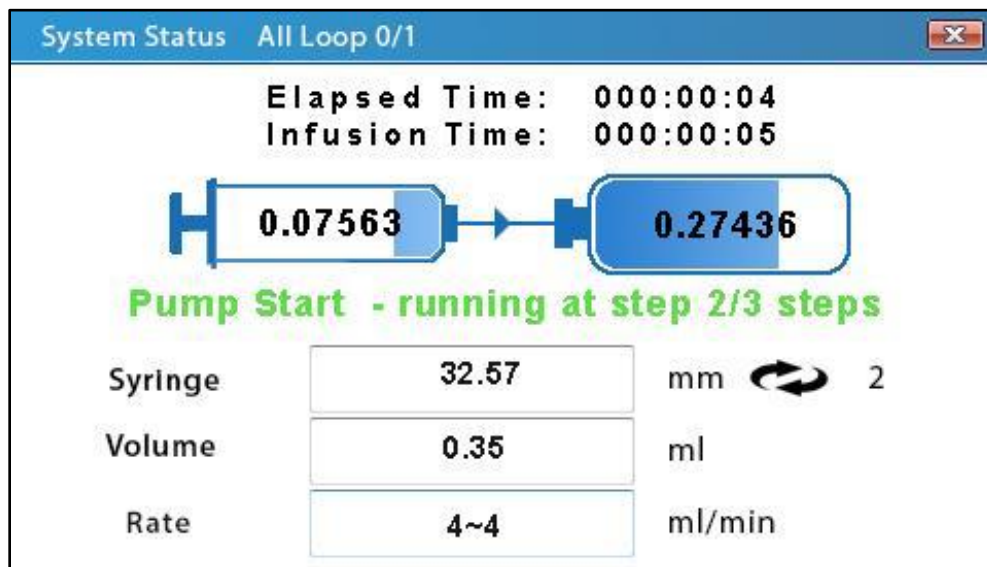 System Status All Loop 0/1
Elapsed Time: 000:00:04
Infusion Time: 000:00:05
0.07563 0.27436
Pump Start - running at step 2/3 steps
Syringe 32.57 mm 2
Volume 0.35 ml
Rate 4~4 ml/min